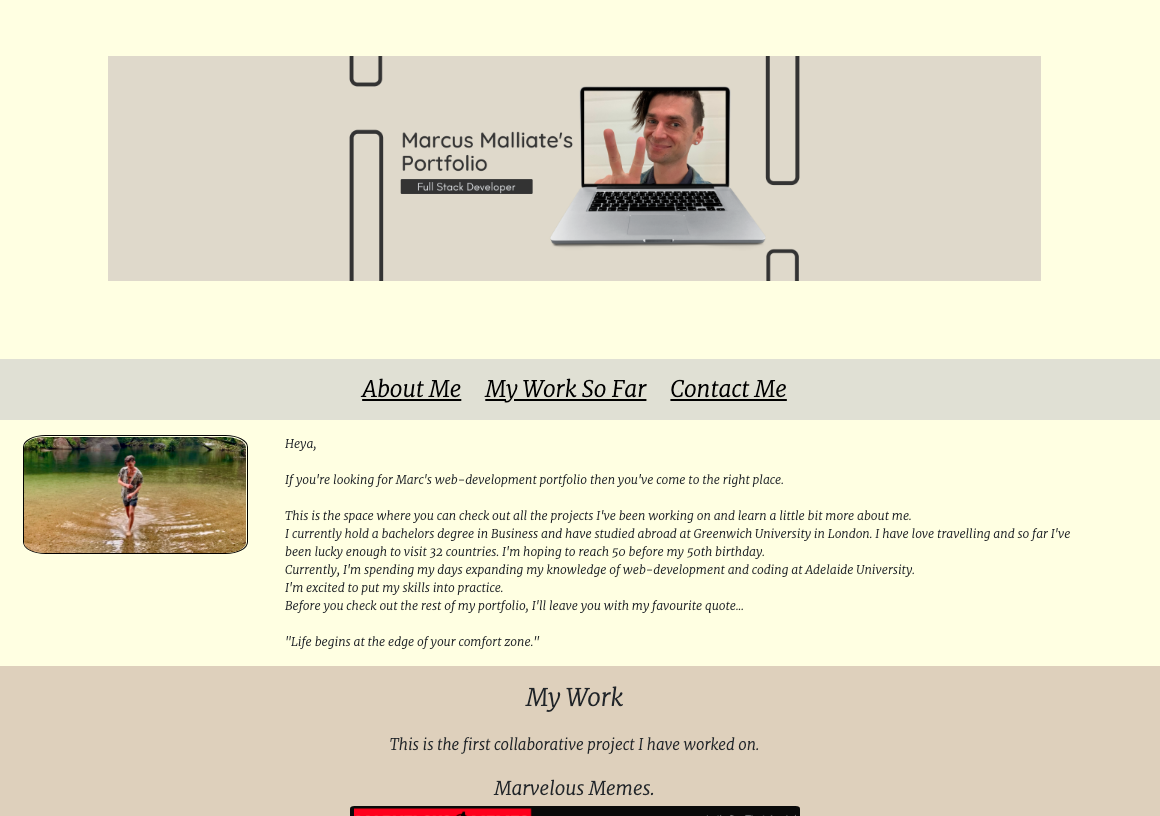 Marcus Malliate's
Portfolio
Full Stack Developer
About Me My Work So Far Contact Me
Heya,
If you're looking for Marc's web-development portfolio then you've come to the right place.
This is the space where you can check out all the projects I've been working on and learn a little bit more about me.
I currently hold a bachelors degree in Business and have studied abroad at Greenwich University in London. I have love travelling and so far I've
been lucky enough to visit 32 countries. I'm hoping to reach 50 before my 50th birthday.
Currently, I'm spending my days expanding my knowledge of web-development and coding at Adelaide University.
I'm excited to put my skills into practice.
Before you check out the rest of my portfolio, I'll leave you with my favourite quote...
"Life begins at the edge of your comfort zone."
My Work
This is the first collaborative project I have worked on.
Marvelous Memes.